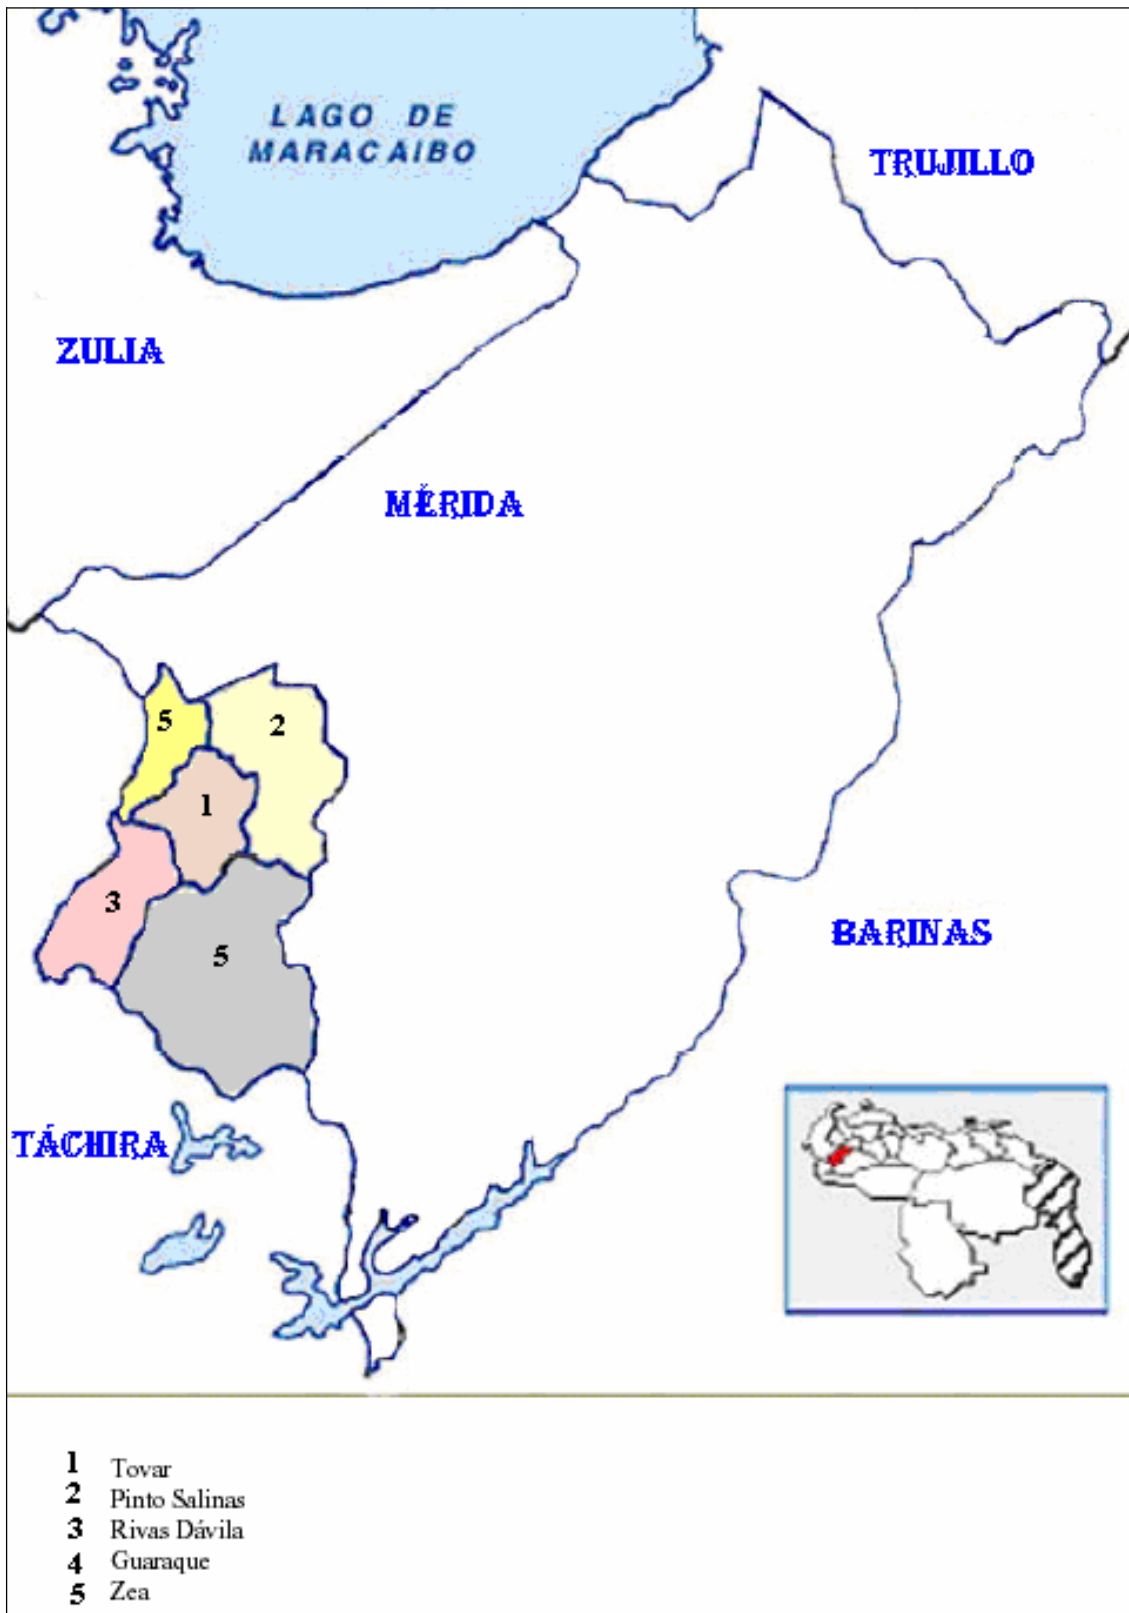 LAGO DE
MARACAIBO
TRUJILLO
ZULIA
MÉRIDA
5
2
1
3
5
BARINAS
TÁCHIRA
1 Tovar
2 Pinto Salinas
3 Rivas Dávila
4 Guaraque
5 Zea